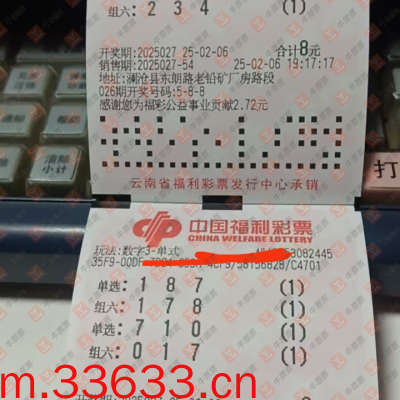 组六: 2 3 4 (1)
开奖期:2025027 25-02-06 合计8元
销售期:2025027-54 25-02-06 19:17:17
地址:澜沧县东朗路老铅矿厂房路段
026期开奖号码:5-8-8
感谢您为福彩公益事业贡献2.72元
云南省福利彩票发行中心承销
中国福利彩票
CHINA WELFARE LOTTERY
玩法:数字3-单式 3082445
35F9- /C4701
单选: 1 8 7 (1)
组六: 1 7 8 (1)
单选: 7 1 0 (1)
组六: 0 1 7 (1)
m.33633.cn
小计
打